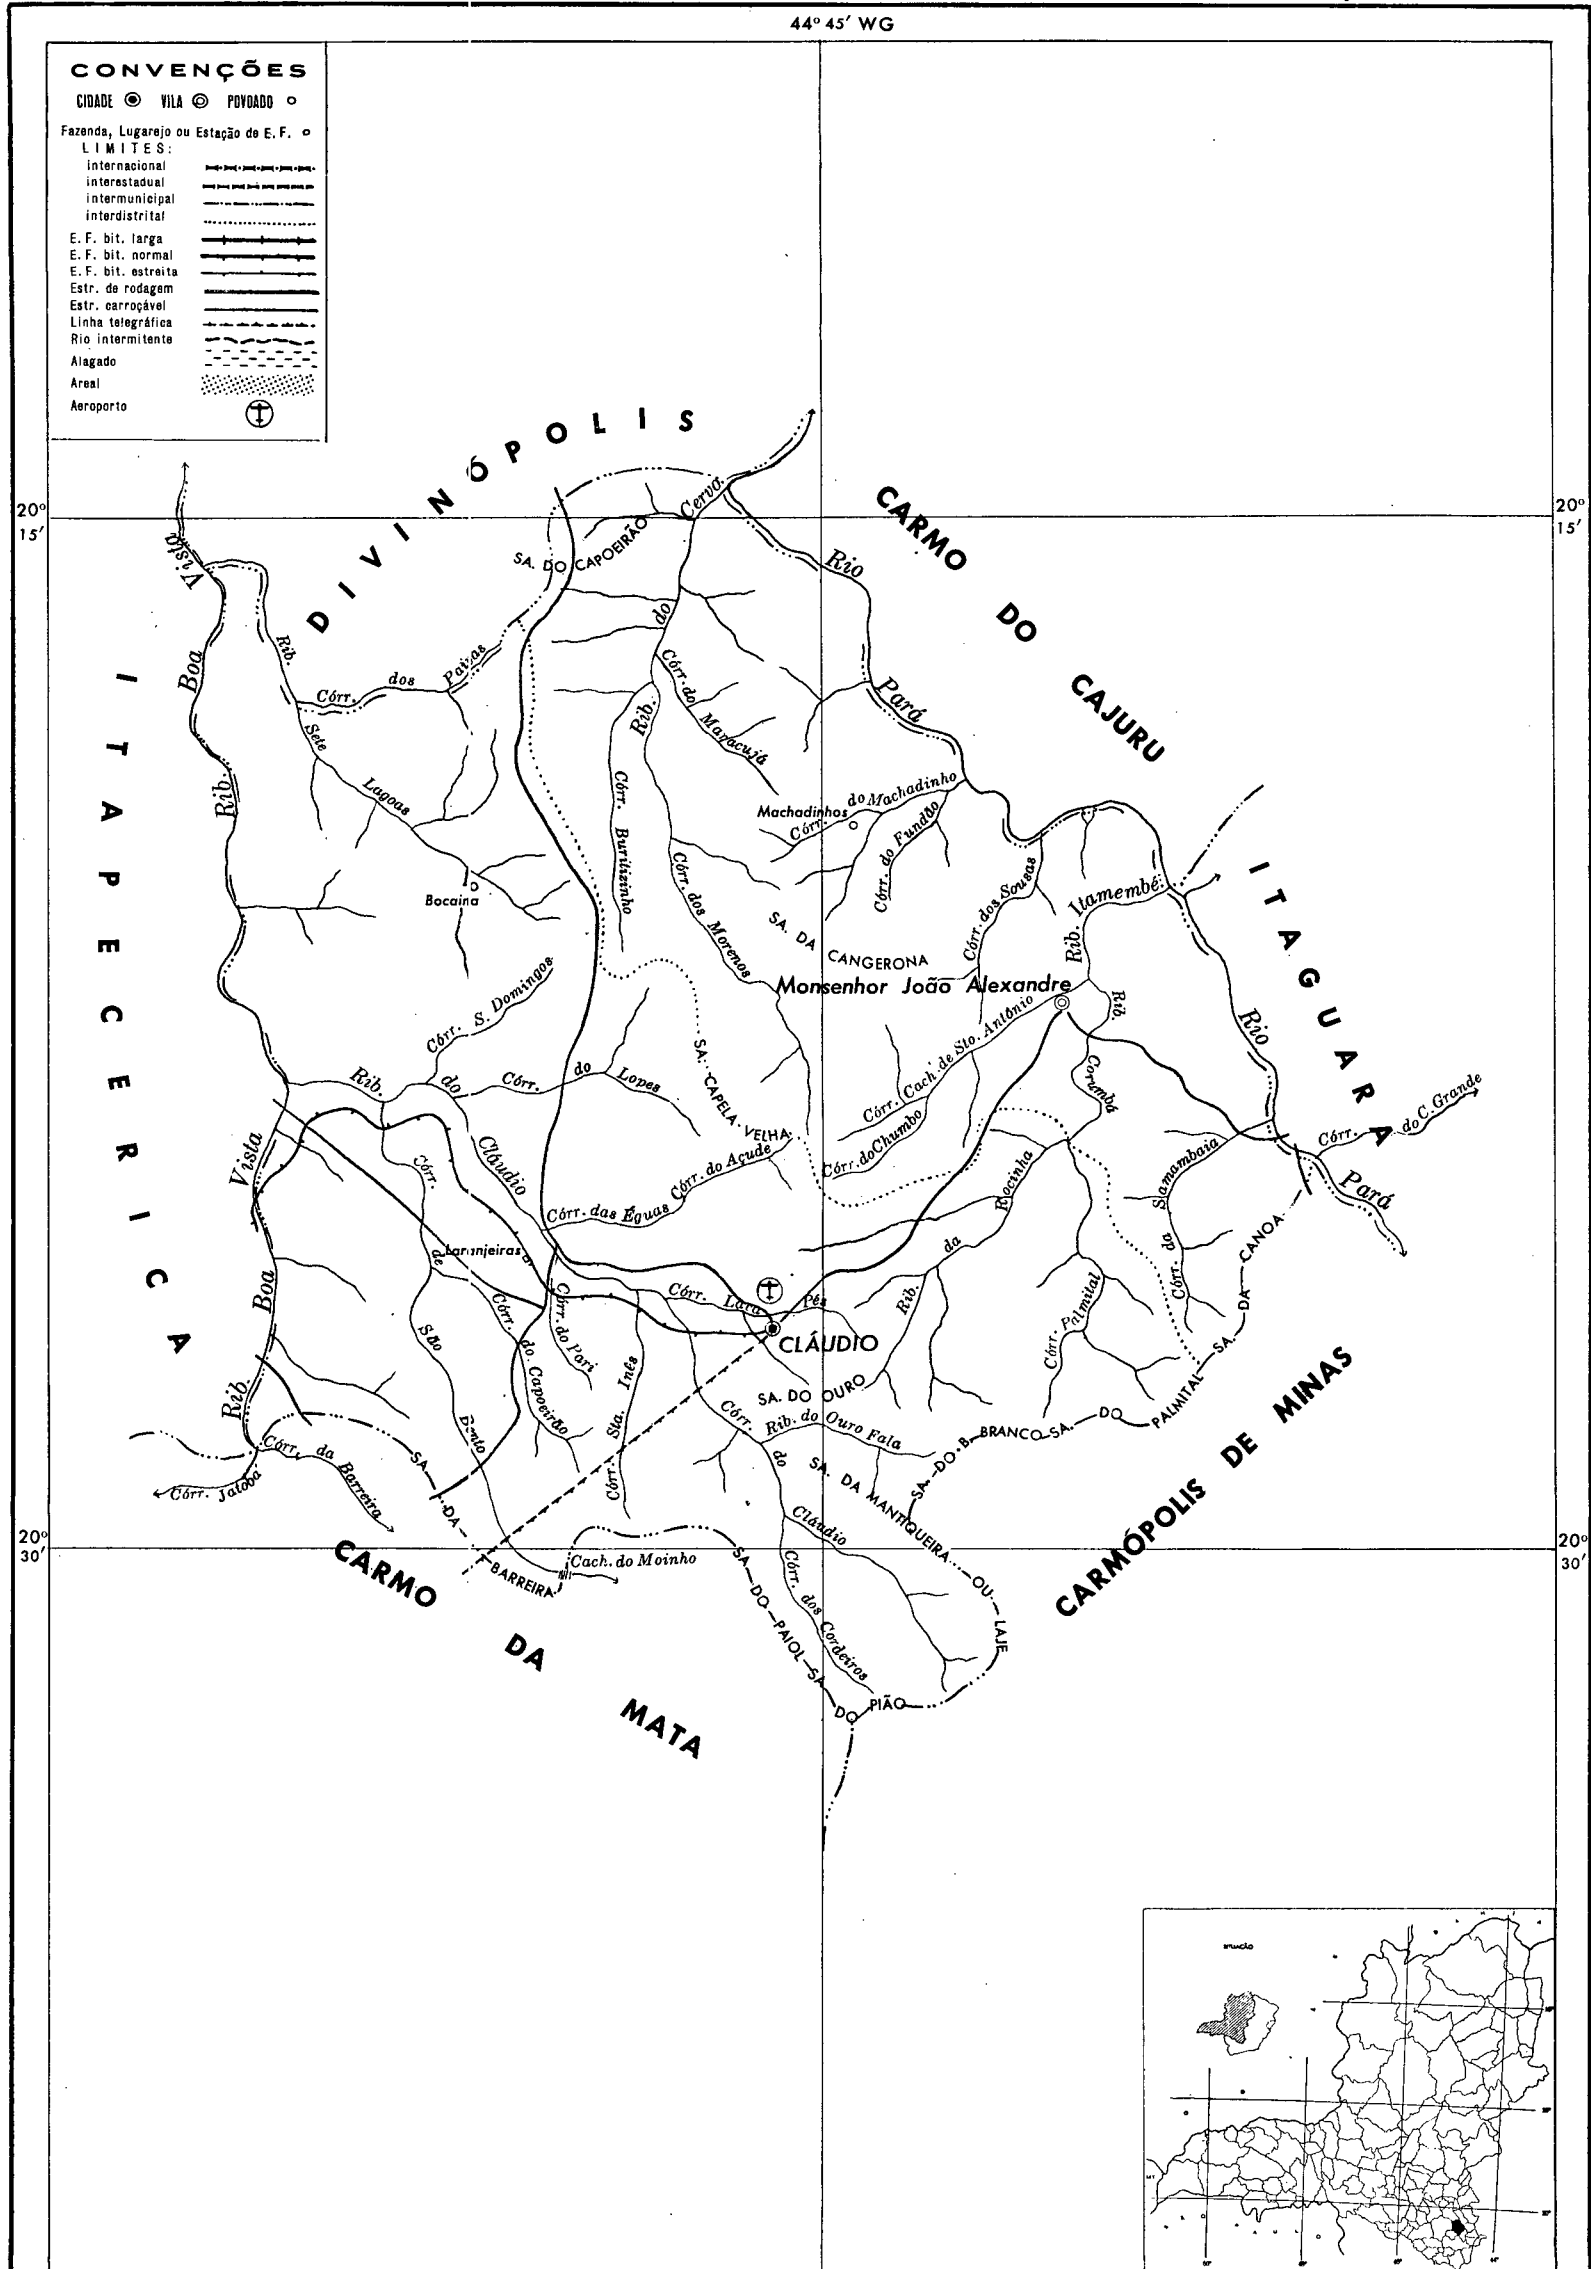 44° 45′ WG
CONVENÇÕES
CIDADE VILA POVOADO
Fazenda, Lugarejo ou Estação de E. F.
LIMITES:
internacional
interestadual
intermunicipal
interdistrital
E. F. bit. larga
E. F. bit. normal
E. F. bit. estreita
Estr. de rodagem
Estr. carroçável
Linha telegráfica
Rio intermitente
Alagado
Areal
Aeroporto
20° 15′
20° 15′
DIVINÓPOLIS
CARMO DO CAJURU
ITAGUARA
ITAPECERICA
CARMO DA MATA
CARMÓPOLIS DE MINAS
Rib. Boa Vista
Rib. Boa Vista
Rib. do Cerva
SA. DO CAPOEIRÃO
Rio Pará
Rib. Sete Lagoas
Córr. dos Paivas
Córr. do Maracujá
Córr. Buritizinho
Machadinhos
Córr. do Machadinho
Córr. do Fundão
Córr. dos Morenos
Córr. dos Sousas
Rib. Itamembé
Bocaina
SA. DA CANGERONA
Monsenhor João Alexandre
Córr. S. Domingos
Córr. Cach. de Sto. Antônio
Rib. Corumbá
Rio Pará
Rib. do Cláudio
Córr. do Lopes
SA. CAPELA VELHA
Córr. do Chumbo
Córr. do C. Grande
Córr. das Éguas
Córr. do Açude
Rib. da Rocinha
Córr. da Samambaia
Laranjeiras
Córr. de São Bento
Córr. do Capoeirão
Córr. do Pari
Córr. Sta. Inês
Córr. Lava Pés
CLÁUDIO
Córr. Palmital
SA. DA CANOA
SA. DO PALMITAL
SA. DO B. BRANCO
SA. DO OURO
Rib. do Ouro Fala
SA. DA MANTIQUEIRA OU LAJE
Córr. do Cláudio
Córr. dos Cordeiros
Córr. Jatobá
Córr. da Barreira
SA. DA BARREIRA
Cach. do Moinho
SA. DO PAIOL
SA. DO PIÃO
20° 30′
20° 30′
SITUAÇÃO